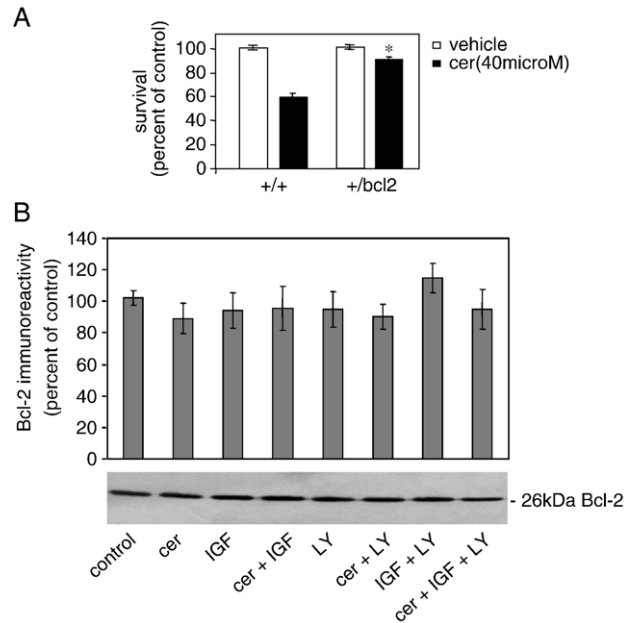 A
survival
(percent of control)
100
80
60
40
20
0
+/+
+/bcl2
*
vehicle
cer(40microM)
B
Bcl-2 immunoreactivity
(percent of control)
140
120
100
80
60
40
20
0
- 26kDa Bcl-2
control
cer
IGF
cer + IGF
LY
cer + LY
IGF + LY
cer + IGF + LY